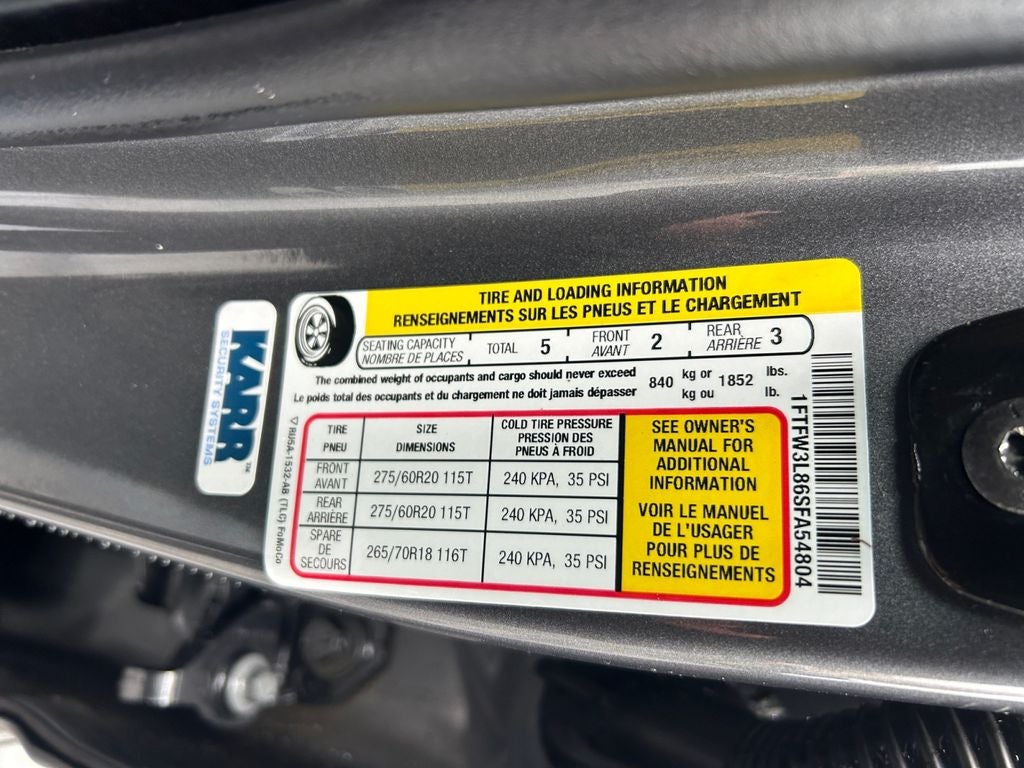 KARR™
SECURITY SYSTEMS
TIRE AND LOADING INFORMATION
RENSEIGNEMENTS SUR LES PNEUS ET LE CHARGEMENT
SEATING CAPACITY
NOMBRE DE PLACES
TOTAL 5
FRONT
AVANT 2
REAR
ARRIÈRE 3
The combined weight of occupants and cargo should never exceed 840 kg or 1852 lbs.
Le poids total des occupants et du chargement ne doit jamais dépasser kg ou lb.
TIRE
PNEU
SIZE
DIMENSIONS
COLD TIRE PRESSURE
PRESSION DES
PNEUS À FROID
FRONT
AVANT
275/60R20 115T
240 KPA, 35 PSI
REAR
ARRIÈRE
275/60R20 115T
240 KPA, 35 PSI
SPARE
DE
SECOURS
265/70R18 116T
240 KPA, 35 PSI
SEE OWNER'S
MANUAL FOR
ADDITIONAL
INFORMATION
VOIR LE MANUEL
DE L'USAGER
POUR PLUS DE
RENSEIGNEMENTS
RU5A-1532-AB (TLC) FoMoCo
1FTFW3L86SFA54804